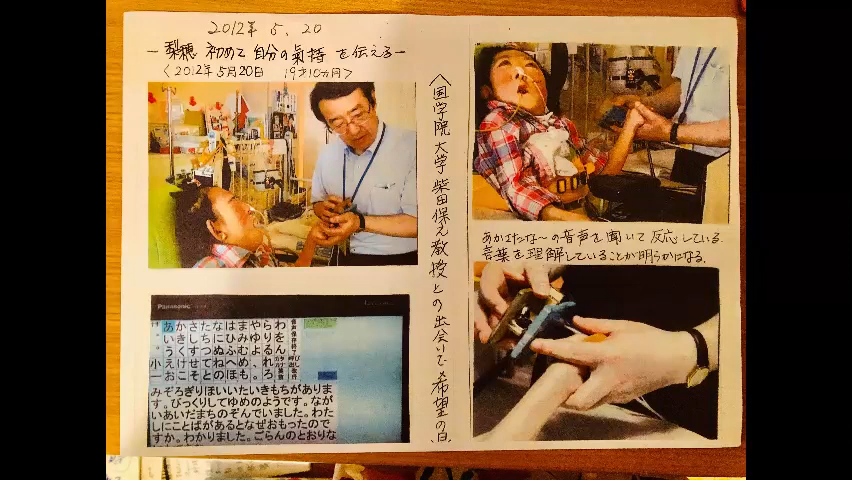 2012年 5. 20
ー梨穂 初めて 自分の氣持 を伝えるー
<2012年5月20日 19才10ヵ月>
国学院大学 柴田保之教授との出会いで希望の
あかさたな〜の音声を聞いて反応している。
言葉を理解していることが明らかになる。
Panasonic
あかさたなはまやらわ
いきしちにひみゆりを
うくすつぬふむよるん
えけせてねへめ、れ
おこそとのほも。ろ
みぞろぎりほいいたいきもちがありま
す。びっくりしてゆめのようです。なが
いあいだまちのぞんでいました。わたし
にことばがあるとなぜおもったので
すか。わかりました。ごらんのとおりな